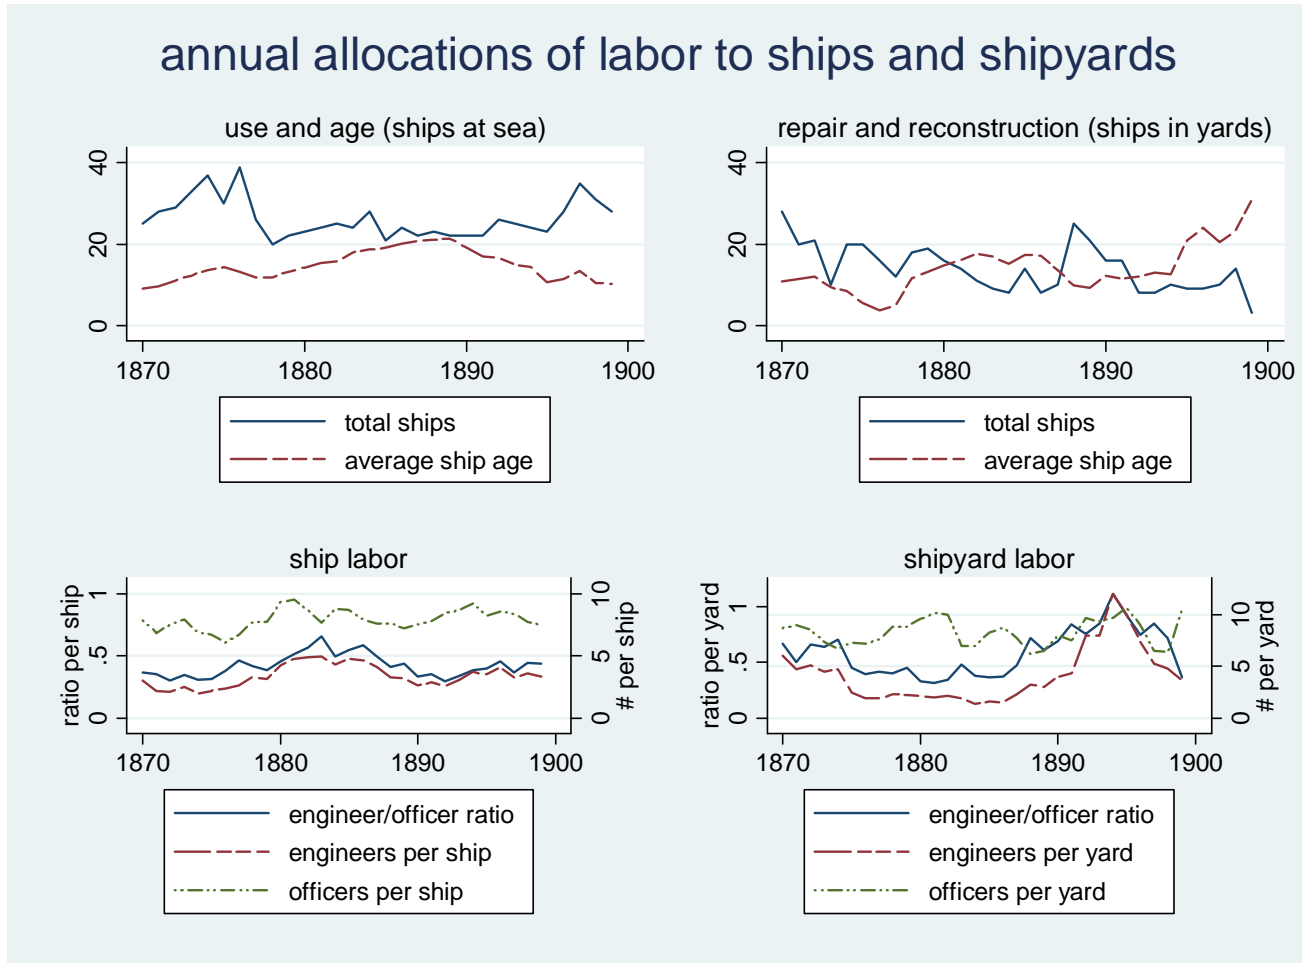 annual allocations of labor to ships and shipyards
use and age (ships at sea)
40
20
0
1870 1880 1890 1900
total ships
average ship age
repair and reconstruction (ships in yards)
40
20
0
1870 1880 1890 1900
total ships
average ship age
ship labor
ratio per ship
1
.5
0
10
5
0
# per ship
1870 1880 1890 1900
engineer/officer ratio
engineers per ship
officers per ship
shipyard labor
ratio per yard
1
.5
0
10
5
0
# per yard
1870 1880 1890 1900
engineer/officer ratio
engineers per yard
officers per yard